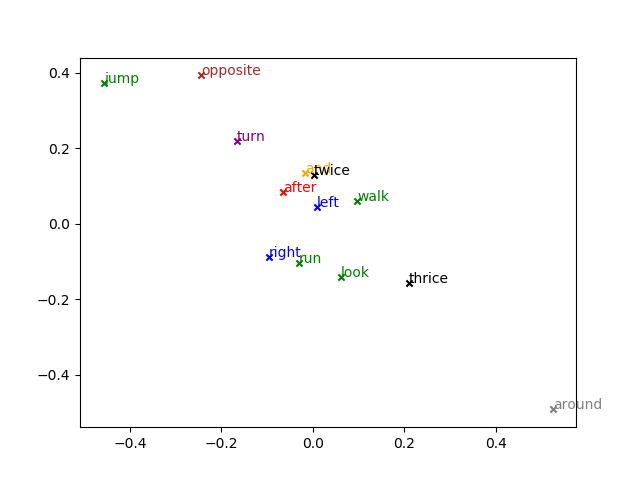 0.4
0.2
0.0
−0.2
−0.4
−0.4
−0.2
0.0
0.2
0.4
jump
opposite
turn
and
twice
after
walk
left
right
run
look
thrice
around